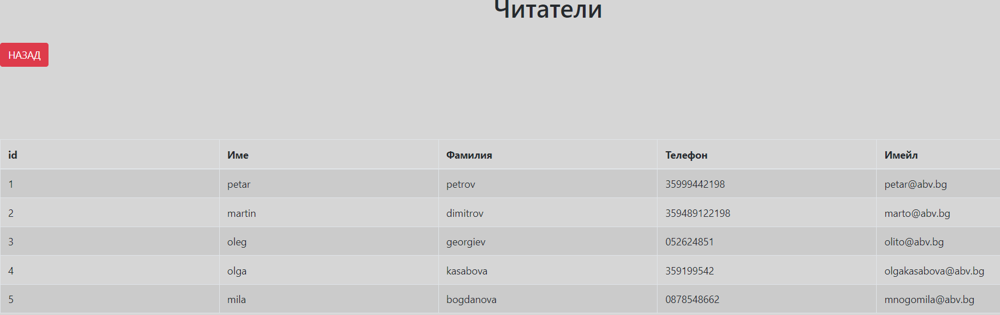 Читатели
НАЗАД
id Име Фамилия Телефон Имейл
1 petar petrov 35999442198 petar@abv.bg
2 martin dimitrov 359489122198 marto@abv.bg
3 oleg georgiev 052624851 olito@abv.bg
4 olga kasabova 359199542 olgakasabova@abv.bg
5 mila bogdanova 0878548662 mnogomila@abv.bg